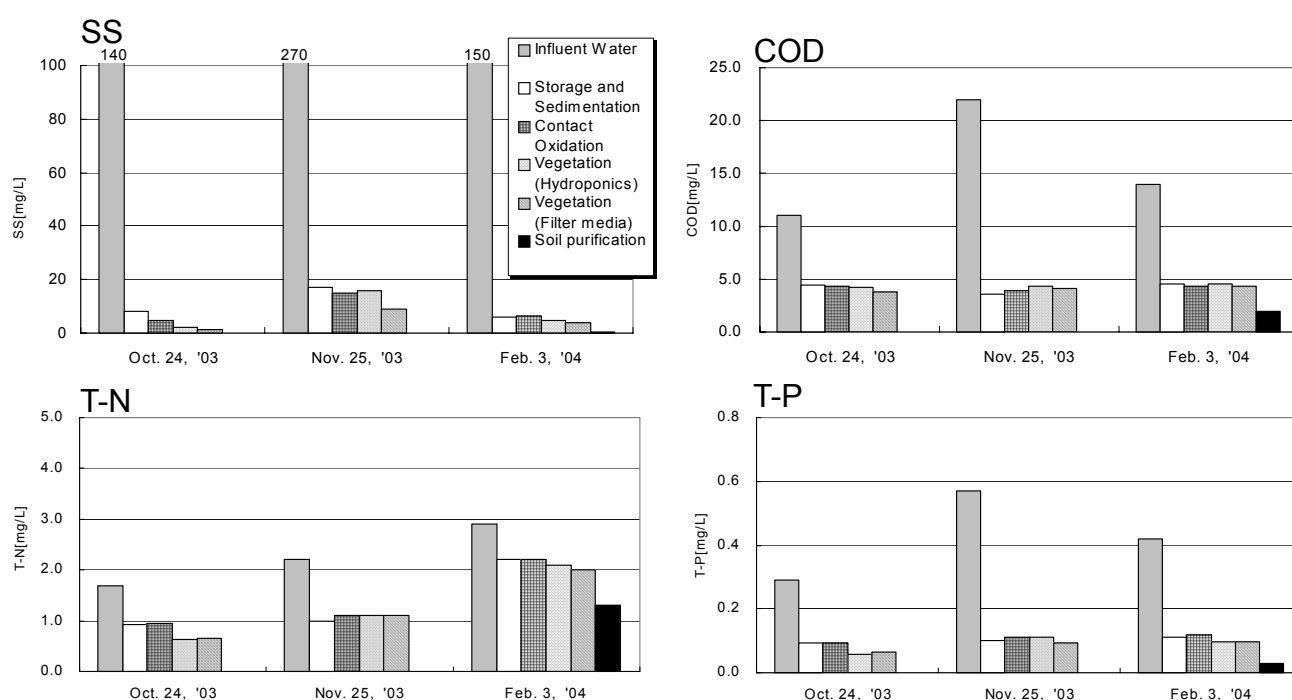 SS
140
270
150
100
80
60
40
20
0
SS[mg/L]
Oct. 24, '03
Nov. 25, '03
Feb. 3, '04
Influent Water
Storage and
Sedimentation
Contact
Oxidation
Vegetation
(Hydroponics)
Vegetation
(Filter media)
Soil purification
COD
25.0
20.0
15.0
10.0
5.0
0.0
COD[mg/L]
Oct. 24, '03
Nov. 25, '03
Feb. 3, '04
T-N
5.0
4.0
3.0
2.0
1.0
0.0
T-N[mg/L]
Oct. 24, '03
Nov. 25, '03
Feb. 3, '04
T-P
0.8
0.6
0.4
0.2
0.0
T-P[mg/L]
Oct. 24, '03
Nov. 25, '03
Feb. 3, '04